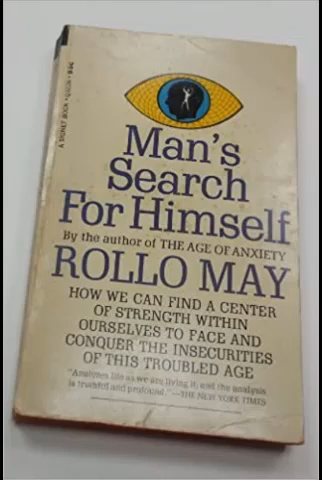 A SIGNET BOOK
Man's
Search
For Himself
By the author of THE AGE OF ANXIETY
ROLLO MAY
HOW WE CAN FIND A CENTER
OF STRENGTH WITHIN
OURSELVES TO FACE AND
CONQUER THE INSECURITIES
OF THIS TROUBLED AGE
"Analyzes life as we are living it, and the analysis
is truthful and profound."—THE NEW YORK TIMES